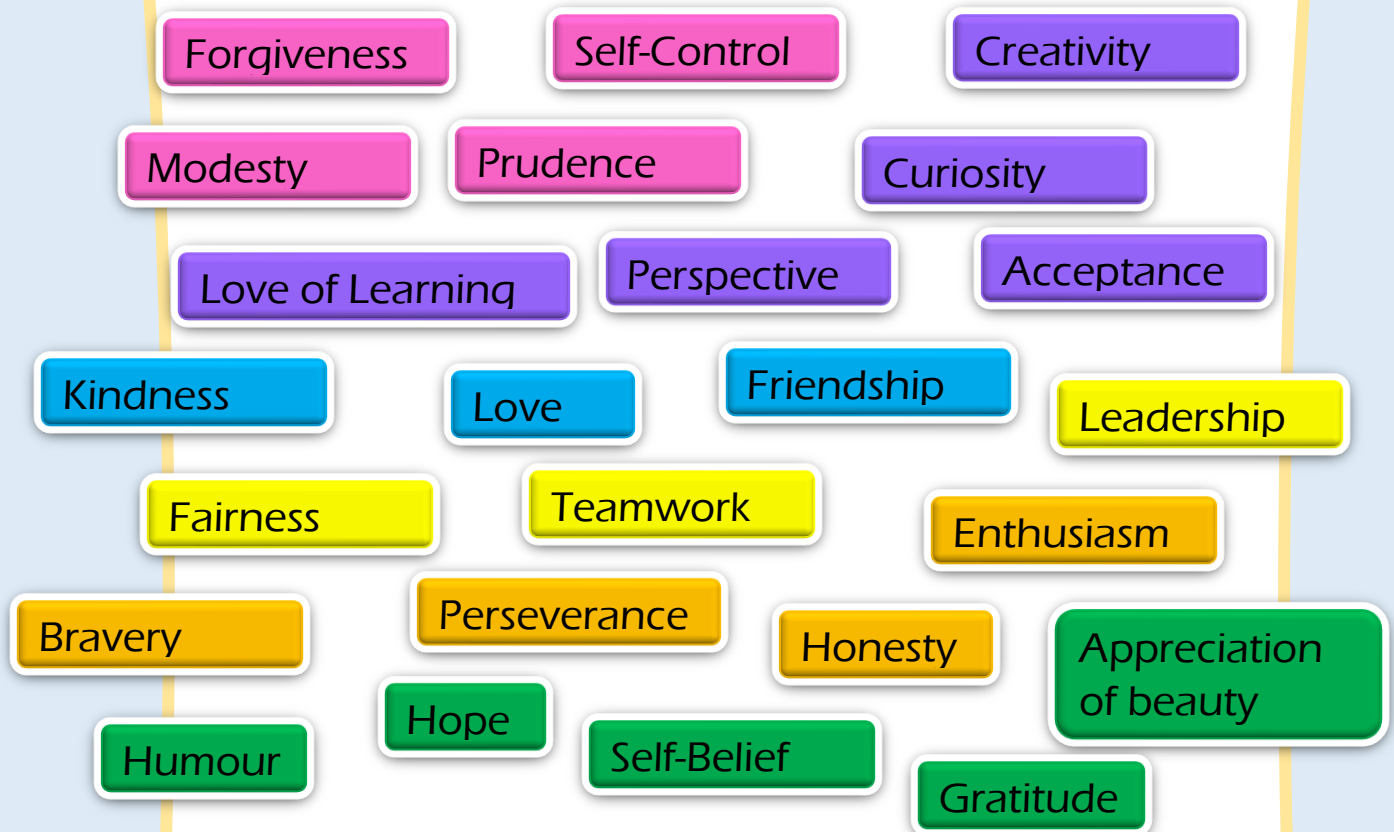 Forgiveness
Self-Control
Creativity
Modesty
Prudence
Curiosity
Love of Learning
Perspective
Acceptance
Kindness
Love
Friendship
Leadership
Fairness
Teamwork
Enthusiasm
Bravery
Perseverance
Honesty
Appreciation
of beauty
Humour
Hope
Self-Belief
Gratitude